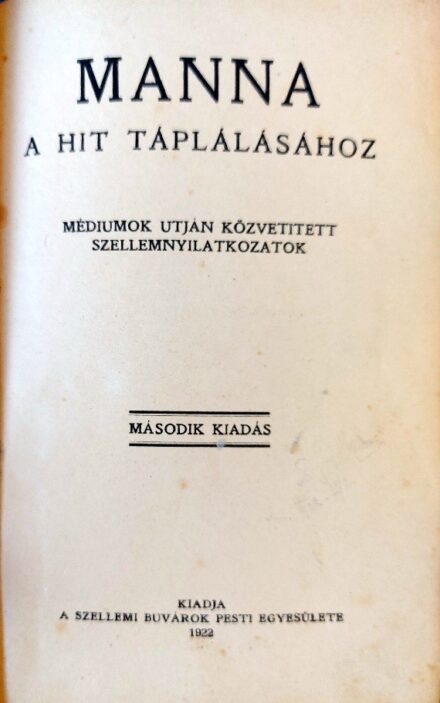 MANNA
A HIT TÁPLÁLÁSÁHOZ
MÉDIUMOK UTJÁN KÖZVETITETT
SZELLEMNYILATKOZATOK
MÁSODIK KIADÁS
KIADJA
A SZELLEMI BUVÁROK PESTI EGYESÜLETE
1922